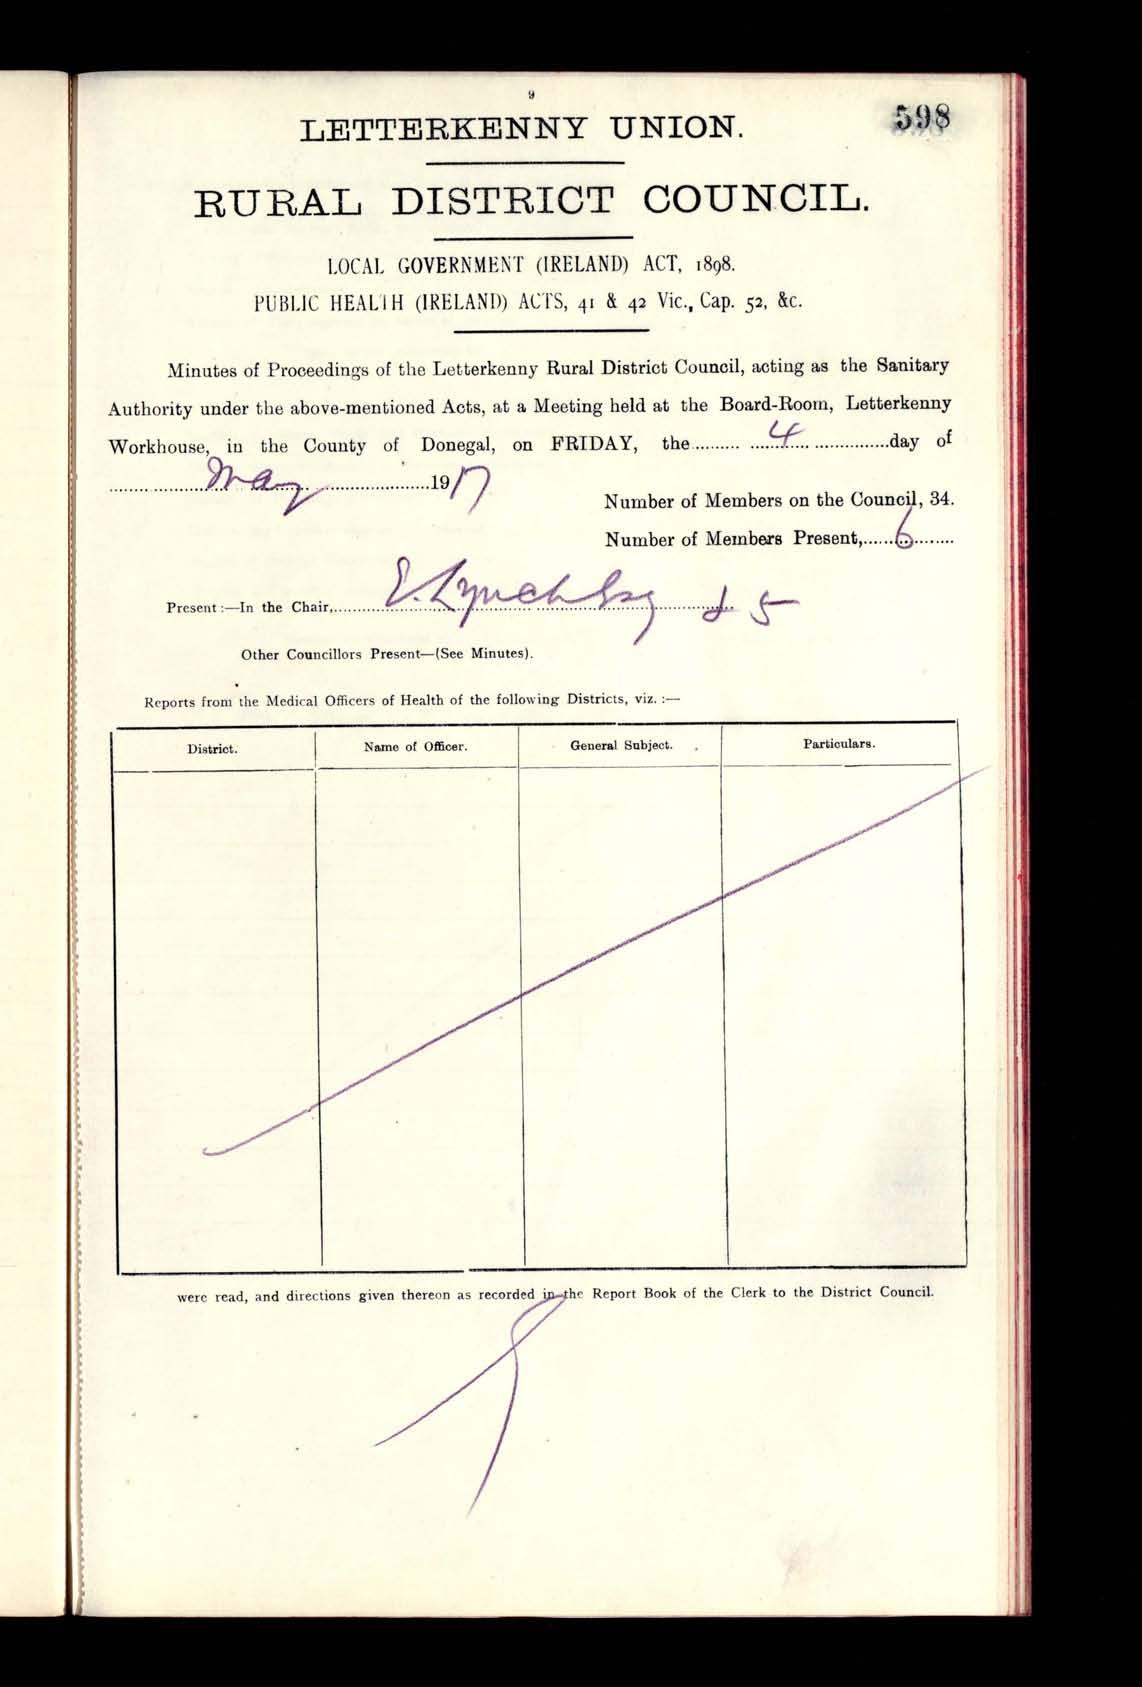 9
598
LETTERKENNY UNION.
RURAL DISTRICT COUNCIL.
LOCAL GOVERNMENT (IRELAND) ACT, 1898.
PUBLIC HEALTH (IRELAND) ACTS, 41 & 42 Vic., Cap. 52, &c.
Minutes of Proceedings of the Letterkenny Rural District Council, acting as the Sanitary
Authority under the above-mentioned Acts, at a Meeting held at the Board-Room, Letterkenny
Workhouse, in the County of Donegal, on FRIDAY, the 4 day of
May 1917
Number of Members on the Council, 34.
Number of Members Present, 6
Present:—In the Chair, E. Lynch Esq & 5
Other Councillors Present—(See Minutes).
Reports from the Medical Officers of Health of the following Districts, viz.:—
District. Name of Officer. General Subject. Particulars.
were read, and directions given thereon as recorded in the Report Book of the Clerk to the District Council.